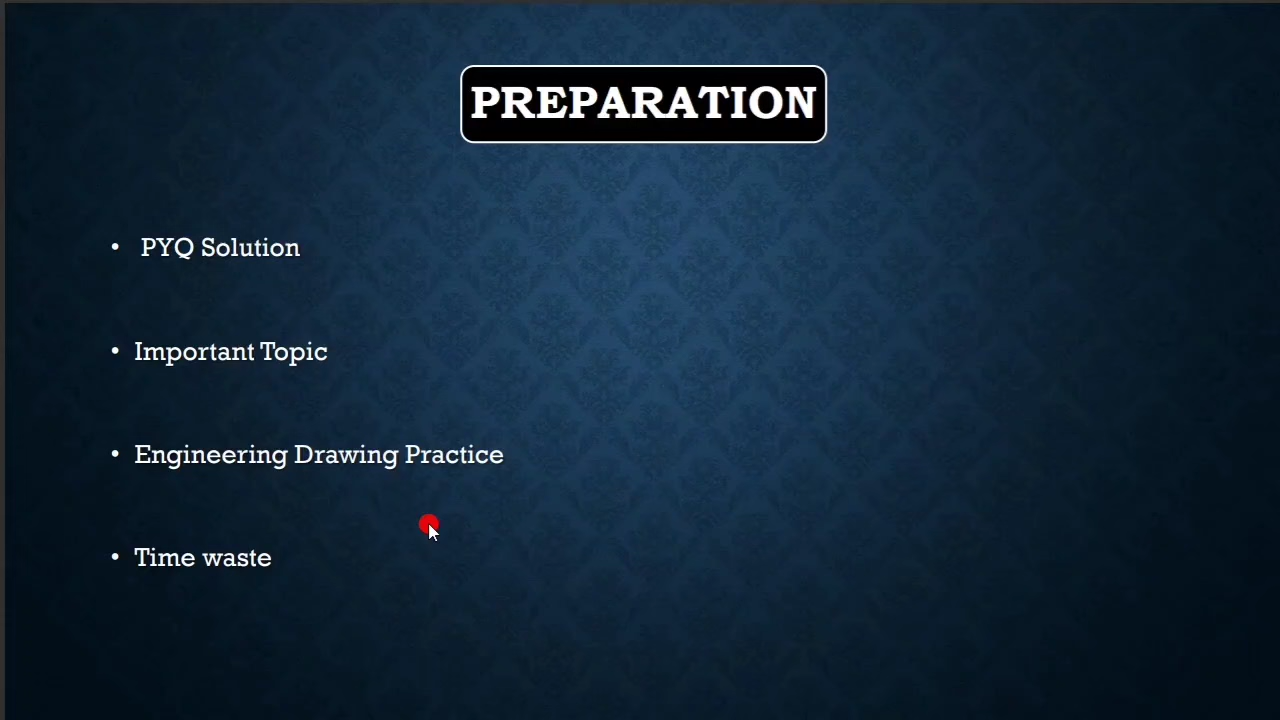 PREPARATION
• PYQ Solution
• Important Topic
• Engineering Drawing Practice
• Time waste